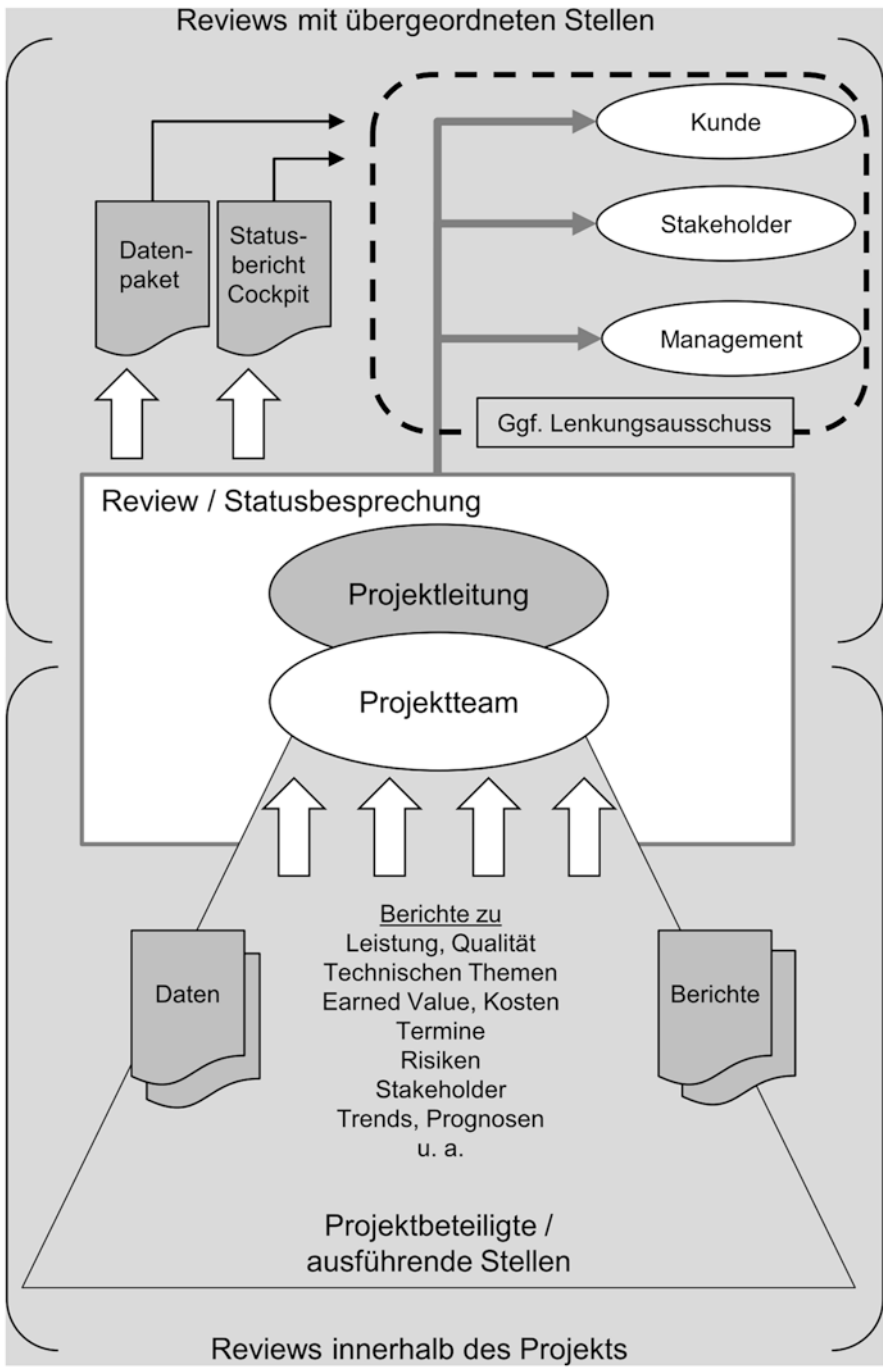 Reviews mit übergeordneten Stellen
Kunde
Stakeholder
Management
Daten-
paket
Status-
bericht
Cockpit
Ggf. Lenkungsausschuss
Review / Statusbesprechung
Projektleitung
Projektteam
Berichte zu
Leistung, Qualität
Technischen Themen
Earned Value, Kosten
Termine
Risiken
Stakeholder
Trends, Prognosen
u. a.
Daten
Berichte
Projektbeteiligte /
ausführende Stellen
Reviews innerhalb des Projekts